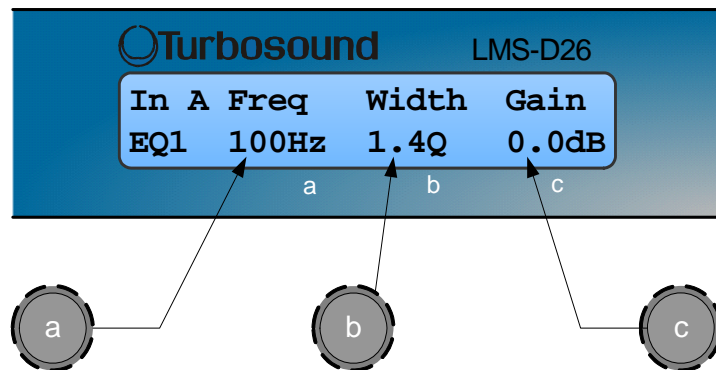 Turbosound LMS-D26
In A Freq Width Gain
EQ1 100Hz 1.4Q 0.0dB
a b c
a b c